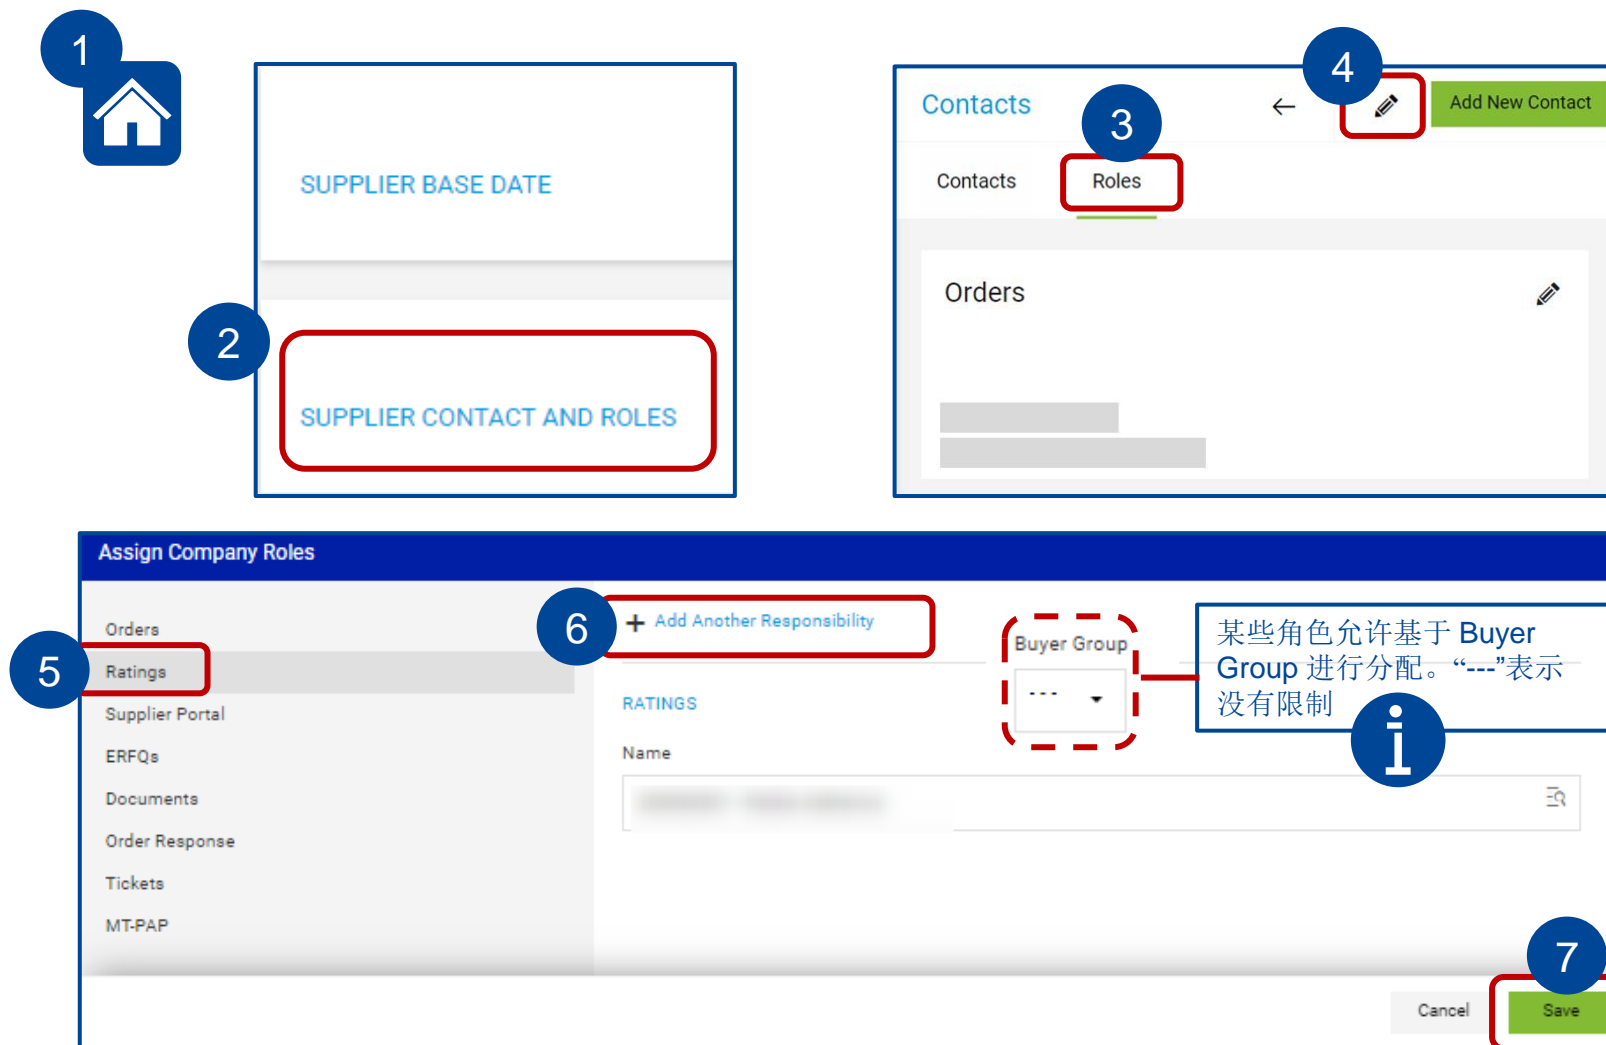 1
SUPPLIER BASE DATE
2
SUPPLIER CONTACT AND ROLES
4
Contacts
Add New Contact
3
Contacts
Roles
Orders
Assign Company Roles
Orders
5
Ratings
Supplier Portal
ERFQs
Documents
Order Response
Tickets
MT-PAP
6
+ Add Another Responsibility
Buyer Group
---
RATINGS
Name
某些角色允许基于 Buyer
Group 进行分配。“---”表示
没有限制
i
7
Cancel
Save